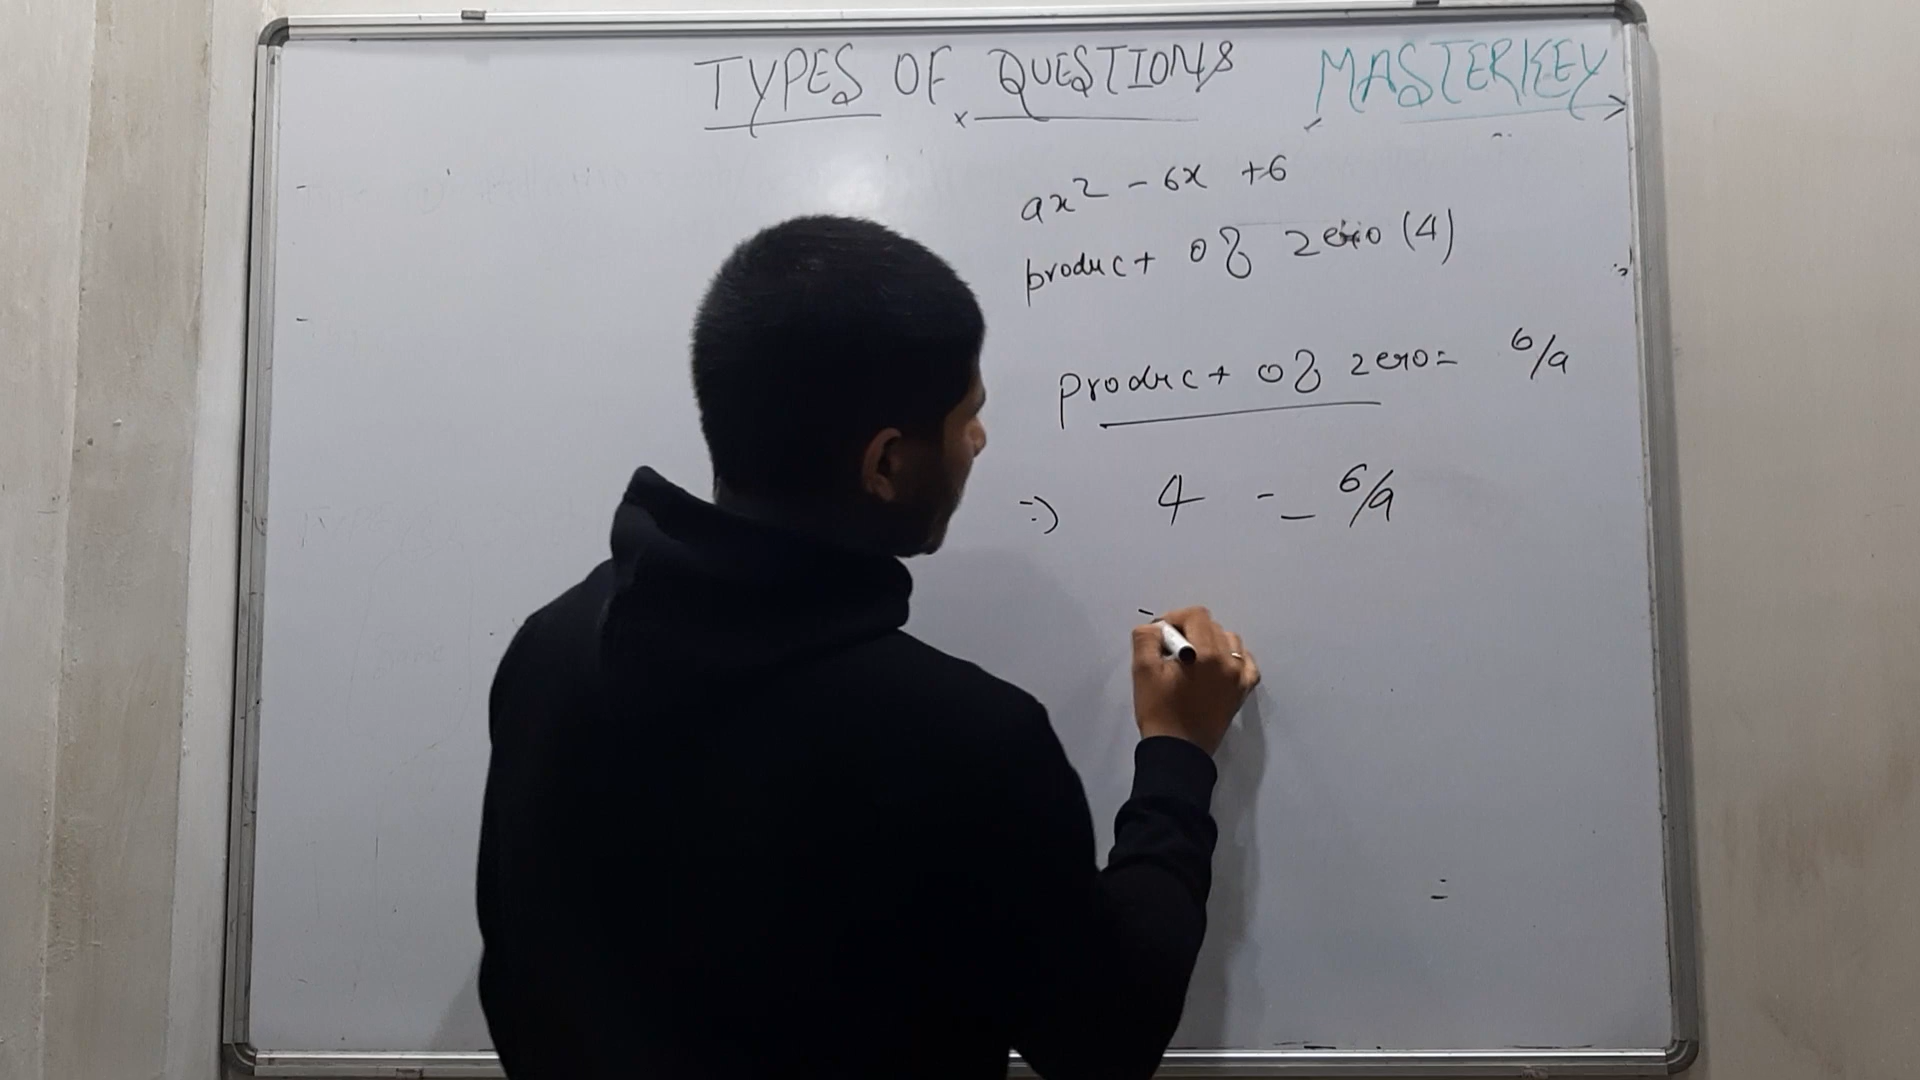 TYPES OF QUESTIONS MASTERKEY
ax² - 6x +6
product of zero (4)
product of zero = 6/a
⇒ 4 = 6/a
=